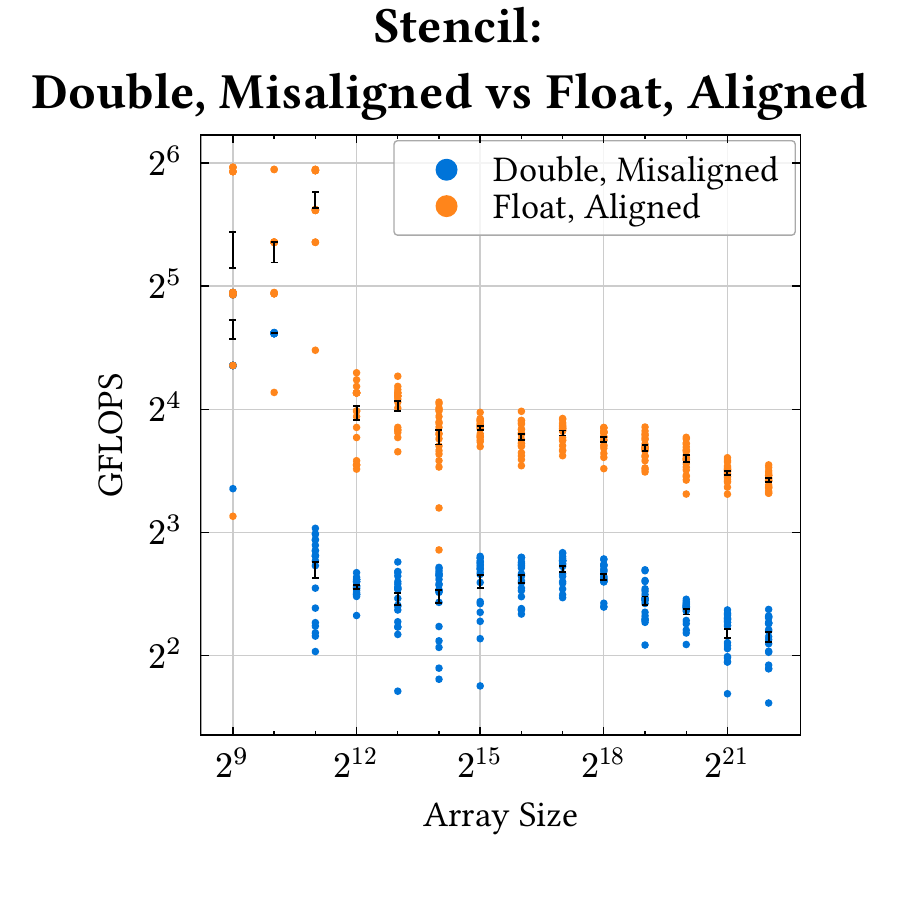 Stencil:
Double, Misaligned vs Float, Aligned
Double, Misaligned
Float, Aligned
2^6
2^5
2^4
2^3
2^2
GFLOPS
2^9 2^12 2^15 2^18 2^21
Array Size